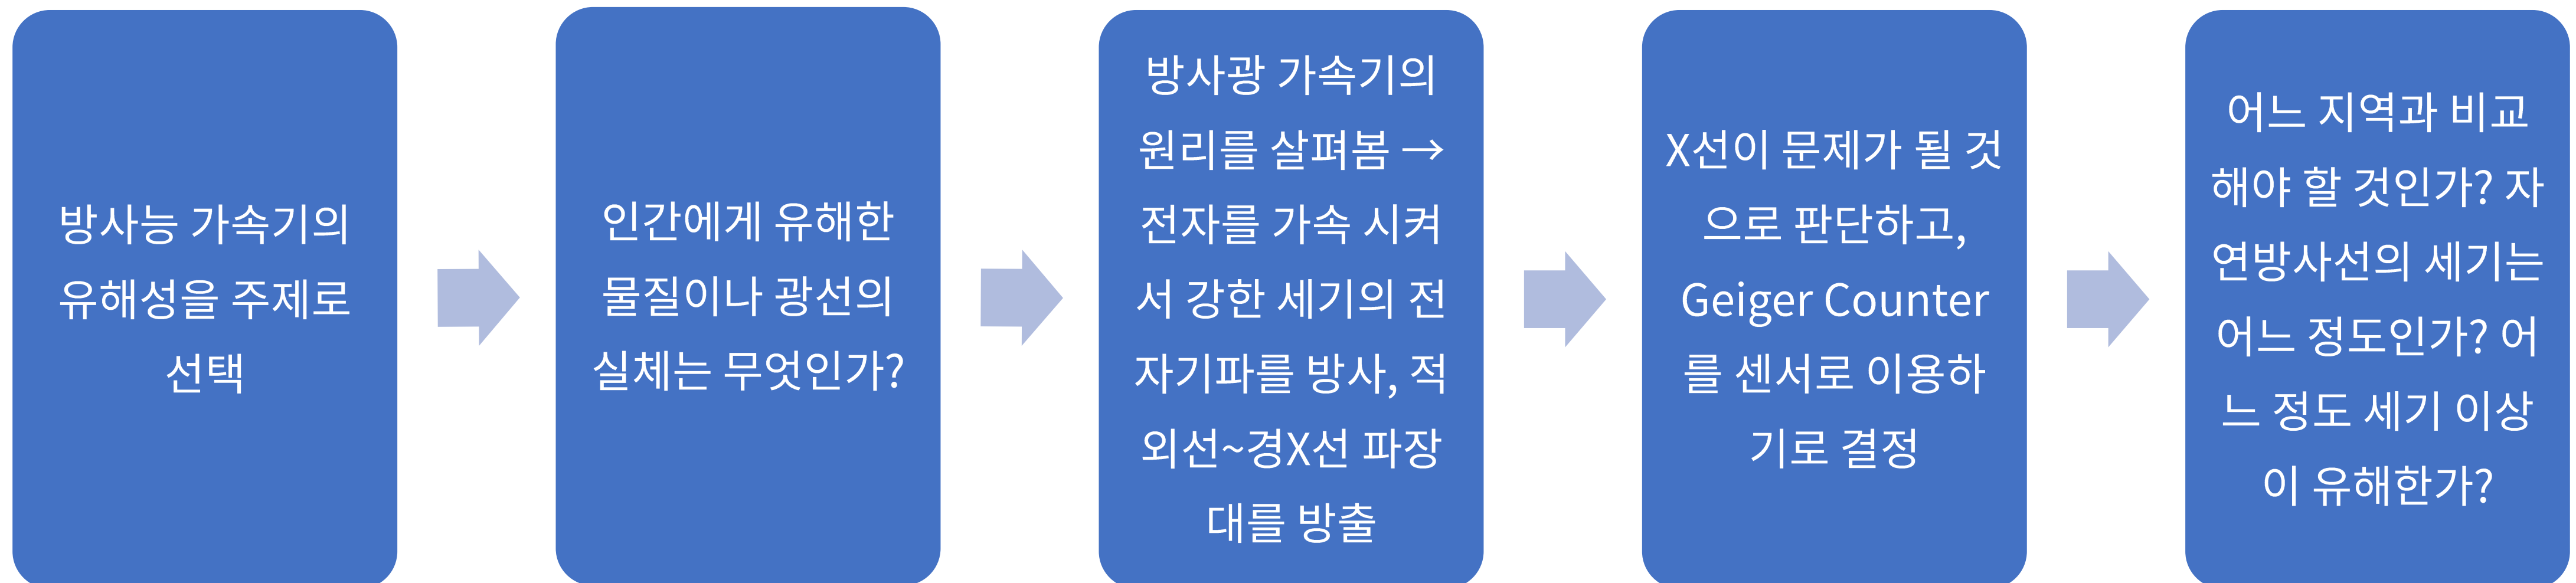 방사능 가속기의
유해성을 주제로
선택
인간에게 유해한
물질이나 광선의
실체는 무엇인가?
방사광 가속기의
원리를 살펴봄 →
전자를 가속 시켜
서 강한 세기의 전
자기파를 방사, 적
외선~경X선 파장
대를 방출
X선이 문제가 될 것
으로 판단하고,
Geiger Counter
를 센서로 이용하
기로 결정
어느 지역과 비교
해야 할 것인가? 자
연방사선의 세기는
어느 정도인가? 어
느 정도 세기 이상
이 유해한가?